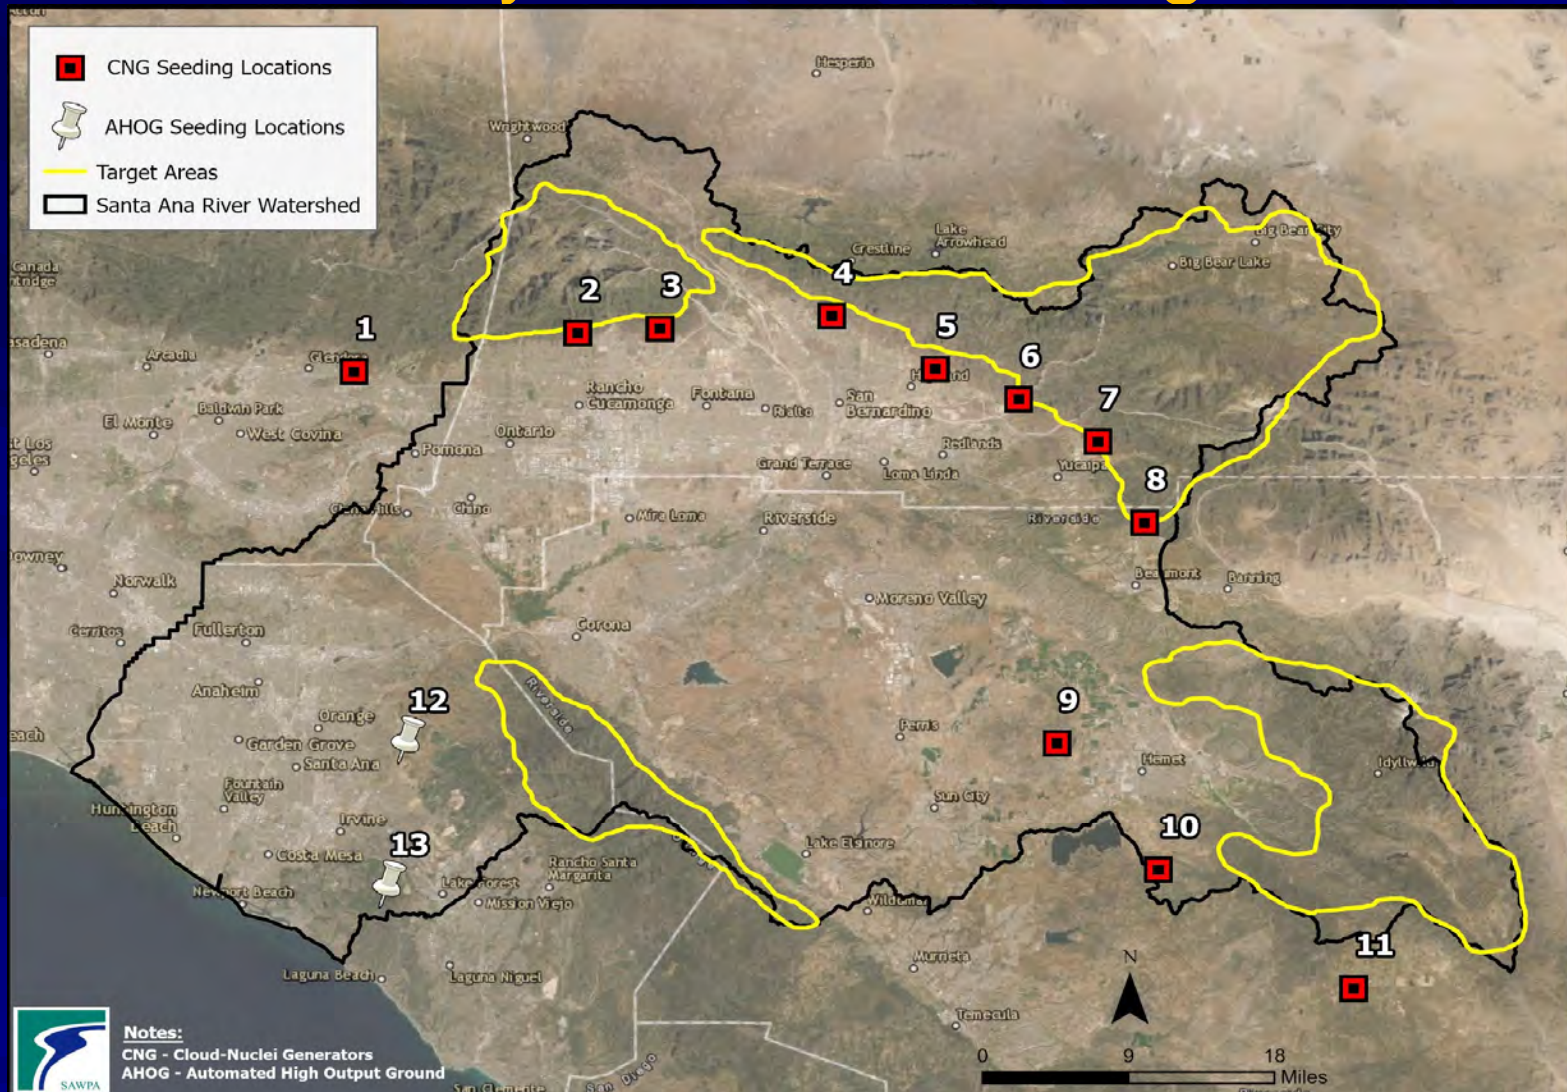 CNG Seeding Locations
AHOG Seeding Locations
Target Areas
Santa Ana River Watershed
Hesperia
Wrightwood
Lake
Arrowhead
Crestline
Big Bear City
Big Bear Lake
1
2
3
4
5
6
7
8
Arcadia
Glendora
El Monte
Baldwin Park
West Covina
Pomona
Rancho
Cucamonga
Ontario
Fontana
Rialto
San
Bernardino
Redlands
Loma Linda
Grand Terrace
Yucaipa
Chino
Mira Loma
Riverside
Riverside
Beaumont
Banning
Norwalk
Cerritos
Fullerton
Corona
Moreno Valley
Anaheim
Orange
Garden Grove
Santa Ana
Riverside
12
Perris
9
Hemet
Idyllwild
Fountain
Valley
Huntington
Beach
Irvine
Costa Mesa
Newport Beach
13
Sun City
10
Lake Elsinore
Rancho Santa
Margarita
Lake Forest
Mission Viejo
Wildomar
Laguna Beach
Laguna Niguel
Murrieta
11
Temecula
N
San Clemente
San Diego
0 9 18
Miles
SAWPA
Notes:
CNG - Cloud-Nuclei Generators
AHOG - Automated High Output Ground